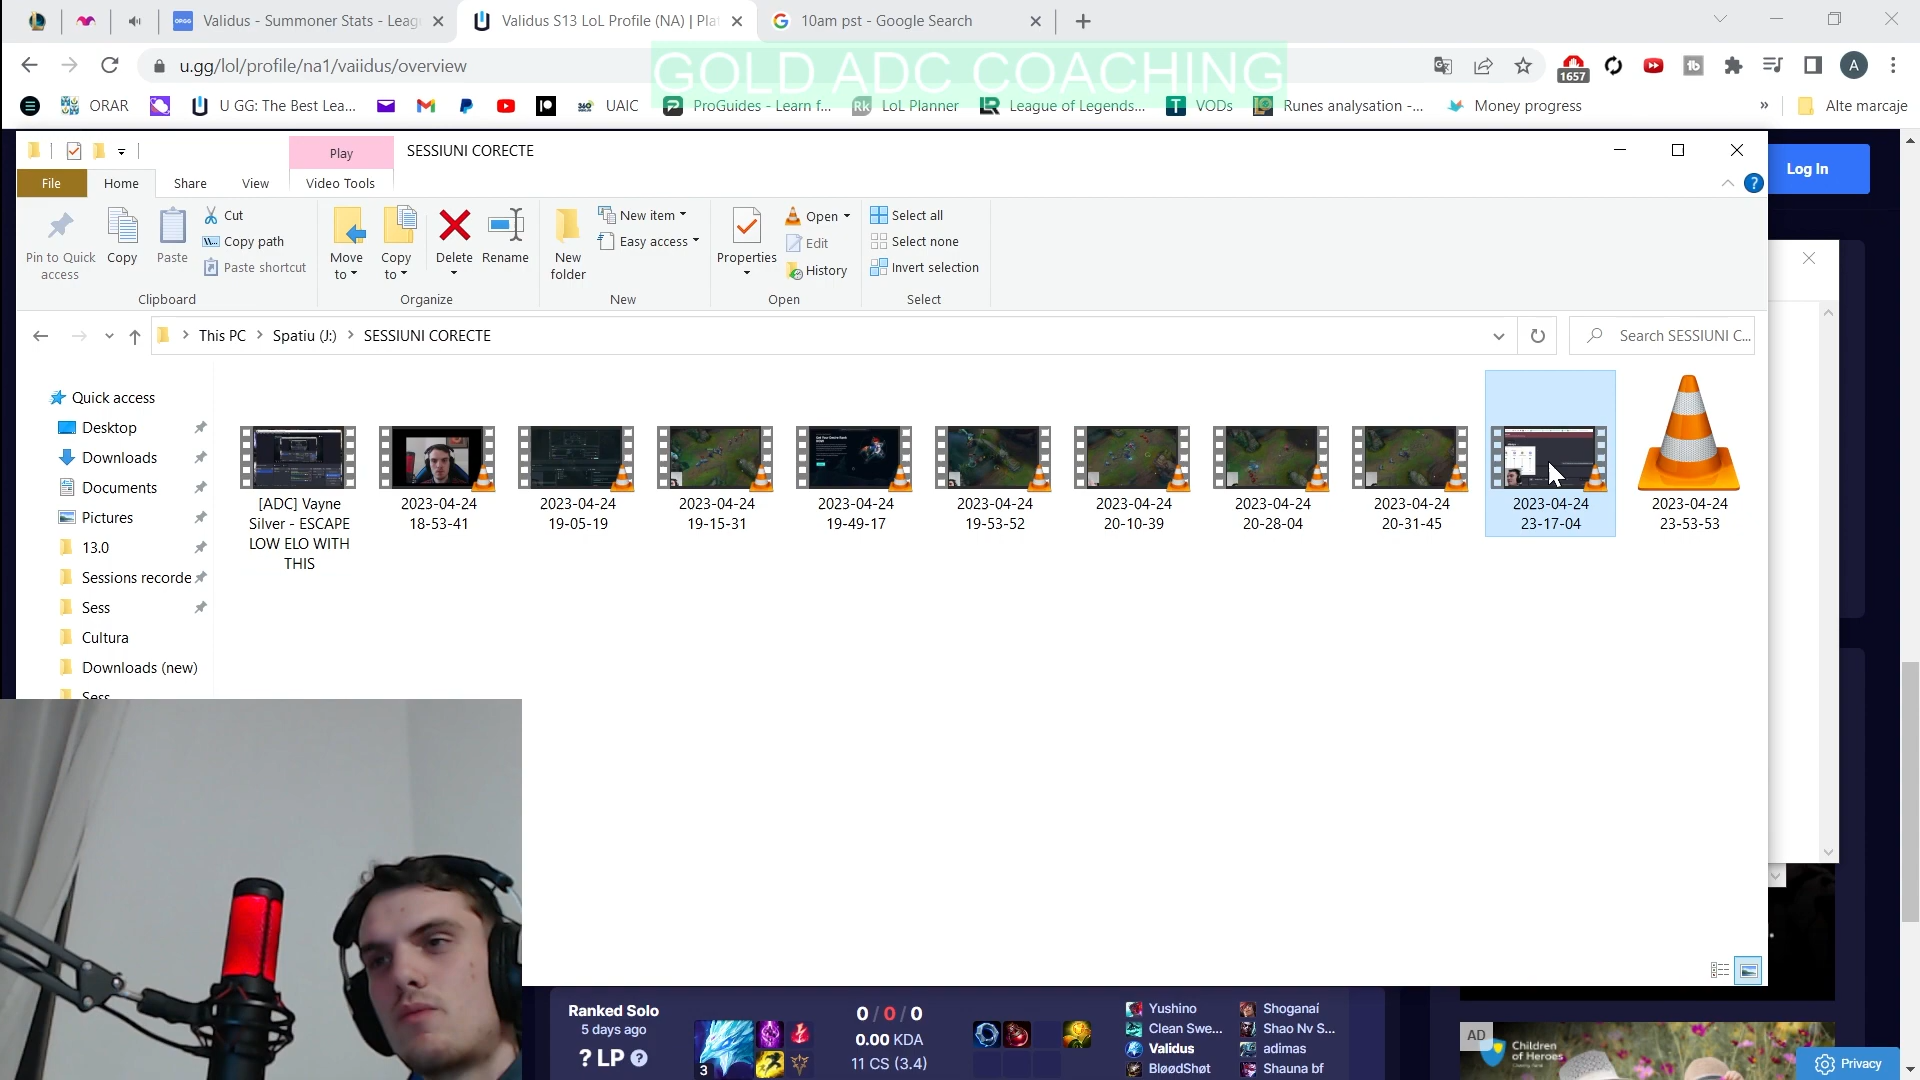 Validus - Summoner Stats - Leag
Validus S13 LoL Profile (NA) | Plat
10am pst - Google Search
u.gg/lol/profile/na1/vaiidus/overview
GOLD ADC COACHING
1657
A
ORAR
U GG: The Best Lea...
UAIC
ProGuides - Learn f...
LoL Planner
League of Legends...
VODs
Runes analysation -...
Money progress
»
Alte marcaje
Play
SESSIUNI CORECTE
Log In
File
Home
Share
View
Video Tools
Pin to Quick access
Copy
Paste
Cut
Copy path
Paste shortcut
Move to
Copy to
Delete
Rename
New folder
New item
Easy access
Properties
Open
Edit
History
Select all
Select none
Invert selection
Clipboard
Organize
New
Open
Select
This PC > Spatiu (J:) > SESSIUNI CORECTE
Search SESSIUNI C...
Quick access
Desktop
Downloads
Documents
Pictures
13.0
Sessions recorde
Sess
Cultura
Downloads (new)
Sess
[ADC] Vayne
Silver - ESCAPE
LOW ELO WITH
THIS
2023-04-24
18-53-41
2023-04-24
19-05-19
2023-04-24
19-15-31
2023-04-24
19-49-17
2023-04-24
19-53-52
2023-04-24
20-10-39
2023-04-24
20-28-04
2023-04-24
20-31-45
2023-04-24
23-17-04
2023-04-24
23-53-53
Ranked Solo
5 days ago
? LP ?
3
0 / 0 / 0
0.00 KDA
11 CS (3.4)
Yushino
Clean Swe...
Validus
BløødShøt
Shoganai
Shao Nv S...
adimas
Shauna bf
AD
Children
of Heroes
Privacy